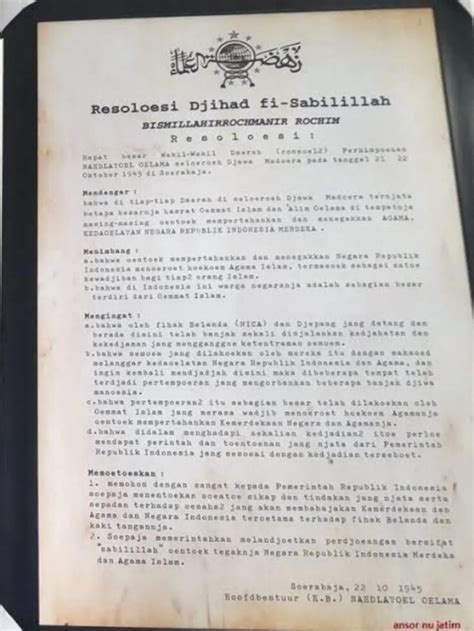 Resoloesi Djihad fi-Sabilillah
BISMILLAHIRROCHMANIR ROCHIM
R e s o l o e s i :
Rapat besar Wakil-Wakil Daerah (consoel2) Perhimpoenan
NAHDLATOEL OELAMA seloeroeh Djawa Madoera pada tanggal 21 22
Oktober 1945 di Soerabaja.
Mendengar :
bahwa di tiap-tiap Daerah di seloeroeh Djawa Madoera ternjata
betapa besarnja hasrat Oemmat Islam dan 'Alim Oelama di tempatnja
masing-masing oentoek mempertahankan dan menegakkan AGAMA,
KEDAOELATAN NEGARA REPUBLIK INDONESIA MERDEKA .
Menimbang :
a.bahwa oentoek mempertahankan dan menegakkan Negara Republik
Indonesia menoeroet hoekoem Agama Islam, termasoek sebagai satoe
kewadjiban bagi tiap2 orang Islam.
b.bahwa di Indonesia ini warga negaranja adalah sebagian besar
terdiri dari Oemmat Islam.
Mengingat :
a.bahwa oleh fihak Belanda (NICA) dan Djepang jang datang dan
berada disini telah banjak sekali didjalankan kedjahatan dan
kekedjaman jang menganggoe ketentraman oemoem.
b.bahwa semoea jang dilakoekan oleh mereka itu dengan maksoed
melanggar kedaoelatan Negara Republik Indonesia dan Agama, dan
ingin kembali mendjadjah disini maka dibeberapa tempat telah
terdjadi pertempoeran jang mengorbankan beberapa banjak djiwa
manoesia.
c.bahwa pertempoeran2 itu sebagian besar telah dilakoekan oleh
Oemmat Islam jang merasa wadjib menoeroet hoekoem Agamanja
oentoek mempertahankan Kemerdekaan Negara dan Agamanja.
d.bahwa didalam menghadapi sekalian kedjadian2 itoe perloe
mendapat perintah dan toentoenan jang njata dari Pemerintah
Republik Indonesia jang sesoeai dengan kedjadian terseboet.
Memoetoeskan :
1. memohon dengan sangat kepada Pemerintah Republik Indonesia
soepaja menentoekan soeatoe sikap dan tindakan jang njata serta
sepadan terhadap oesaha2 jang akan membahajakan Kemerdekaan dan
Agama dan Negara Indonesia teroetama terhadap fihak Belanda dan
kaki tangannja.
2. Soepaja memerintahkan melandjoetkan perdjoeangan bersifat
"sabilillah" oentoek tegaknja Negara Republik Indonesia Merdeka
dan Agama Islam.
Soerabaja, 22 10 1945
Hoofdbestuur (H.B.) NAHDLATOEL OELAMA
ansor nu jatim